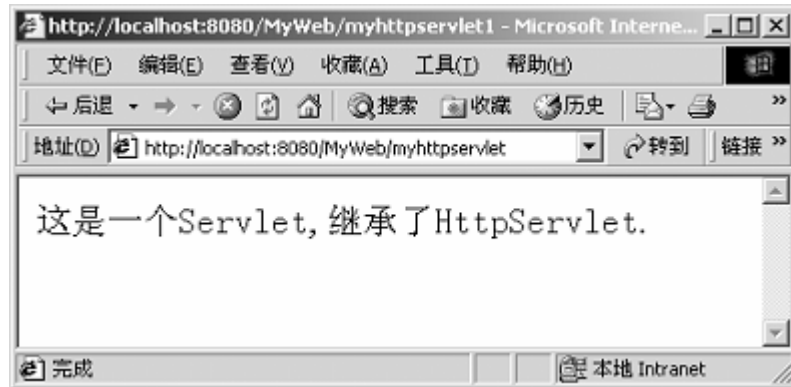 http://localhost:8080/MyWeb/myhttpservlet1 - Microsoft Interne...
文件(F) 编辑(E) 查看(V) 收藏(A) 工具(T) 帮助(H)
后退 搜索 收藏 历史 »
地址(D) http://localhost:8080/MyWeb/myhttpservlet 转到 链接 »
这是一个Servlet,继承了HttpServlet.
完成 本地 Intranet